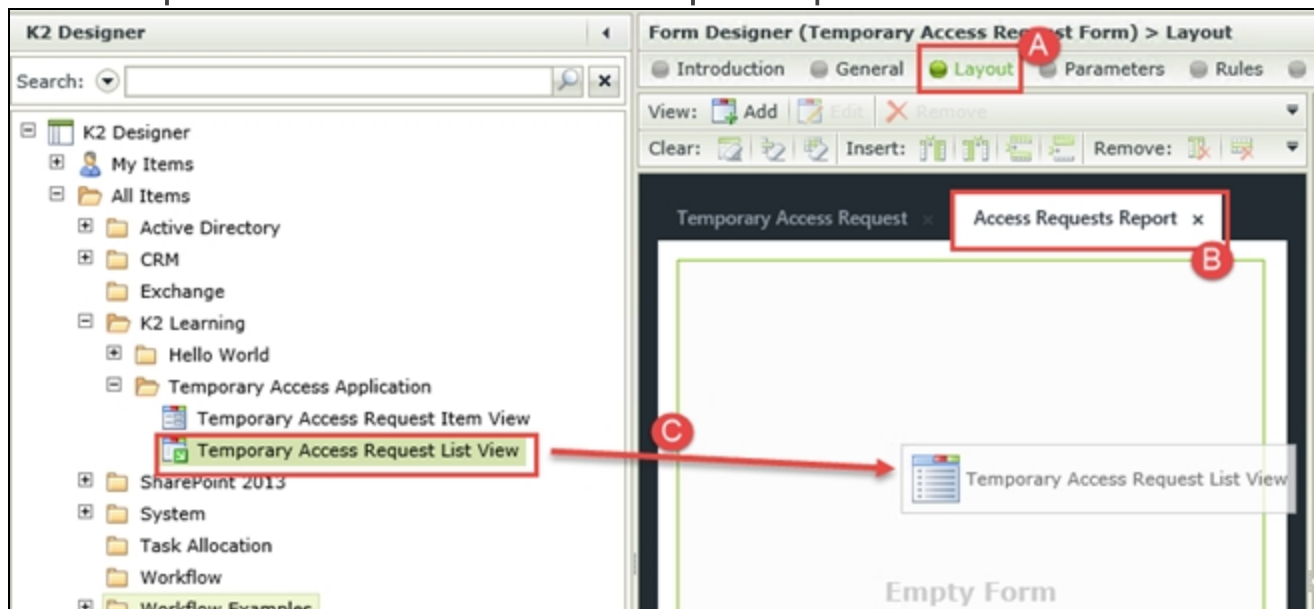 K2 Designer
Search:
K2 Designer
My Items
All Items
Active Directory
CRM
Exchange
K2 Learning
Hello World
Temporary Access Application
Temporary Access Request Item View
Temporary Access Request List View
SharePoint 2013
System
Task Allocation
Workflow
Workflow Examples
C
Form Designer (Temporary Access Request Form) > Layout
A
Introduction General Layout Parameters Rules
View: Add Edit Remove
Clear: Insert: Remove:
Temporary Access Request × Access Requests Report ×
B
Temporary Access Request List View
Empty Form